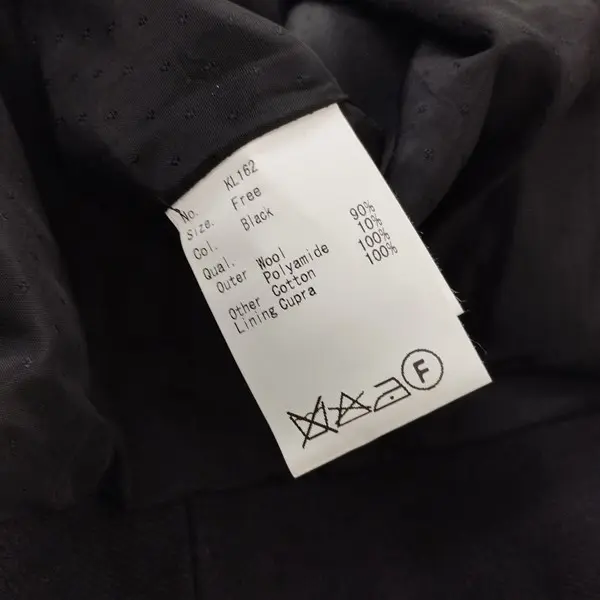 No. KL162
Size. Free
Col. Black
Qual.
Outer Wool 90%
Polyamide 10%
Other Cotton 100%
Lining Cupra 100%
F